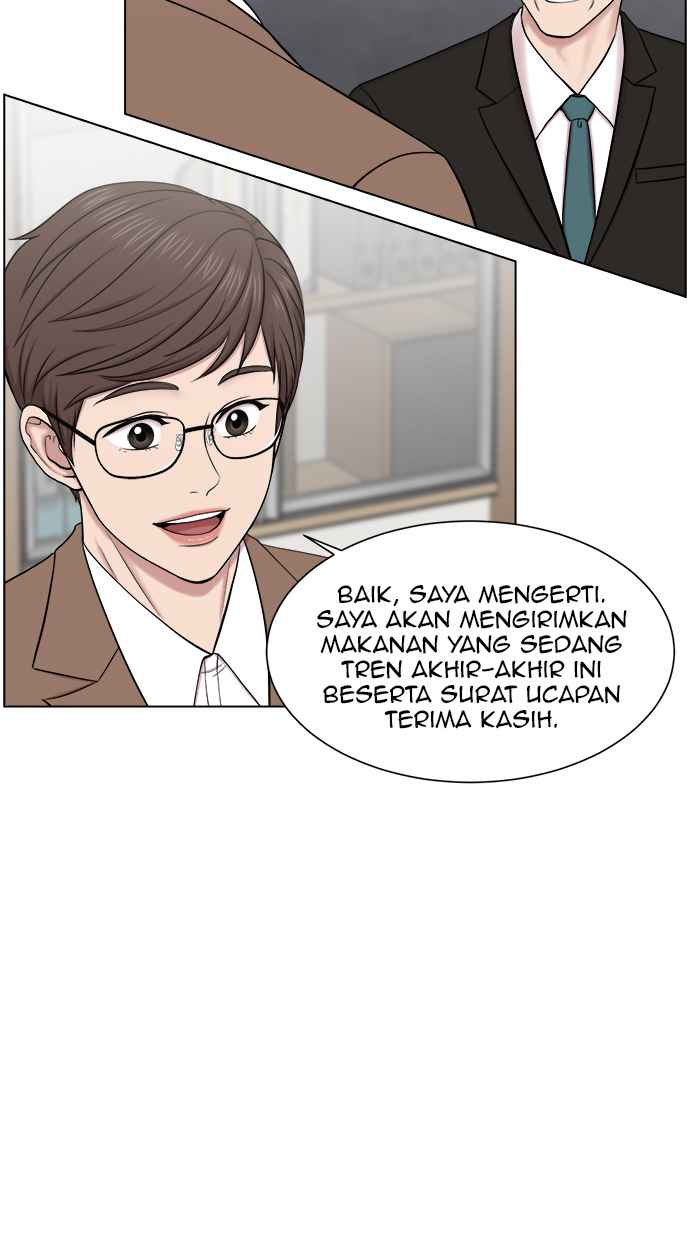 BAIK, SAYA MENGERTI.
SAYA AKAN MENGIRIMKAN
MAKANAN YANG SEDANG
TREN AKHIR-AKHIR INI
BESERTA SURAT UCAPAN
TERIMA KASIH.